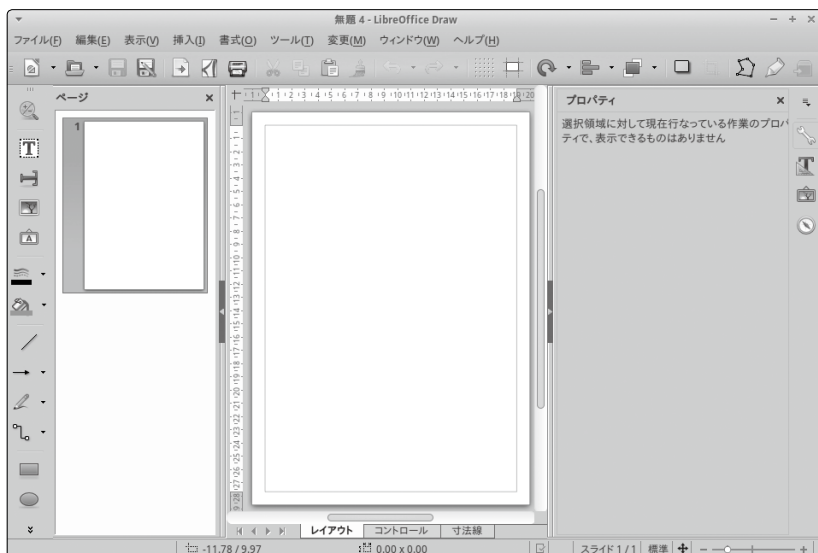 無題 4 - LibreOffice Draw
ファイル(F) 編集(E) 表示(V) 挿入(I) 書式(O) ツール(T) 変更(M) ウィンドウ(W) ヘルプ(H)
ページ
1
プロパティ
選択領域に対して現在行なっている作業のプロパ
ティで、表示できるものはありません
レイアウト コントロール 寸法線
-11.78 / 9.97 0.00 x 0.00 スライド 1 / 1 標準